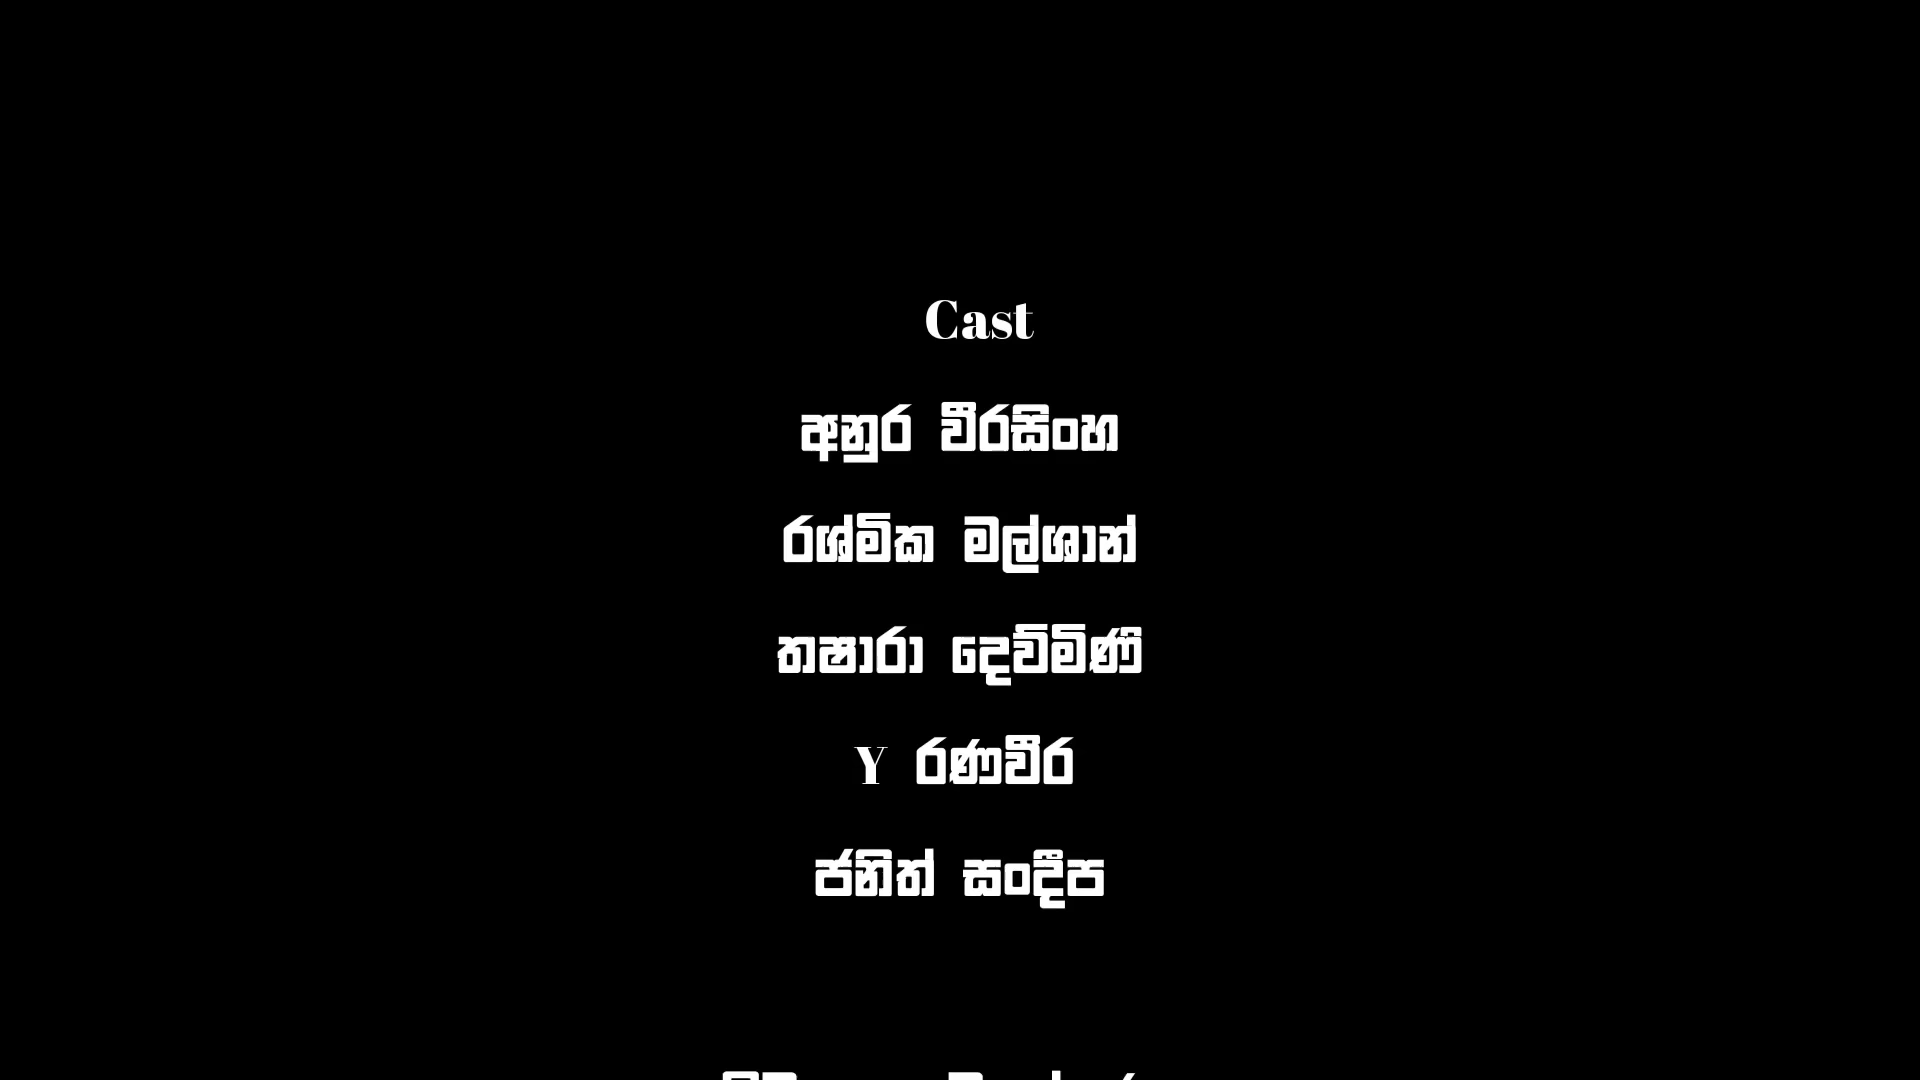 Cast
අනුර වීරසිංහ
රශ්මික මල්ශාන්
තෂාරා දෙව්මිණි
Y රණවීර
ජනිත් සංදීප